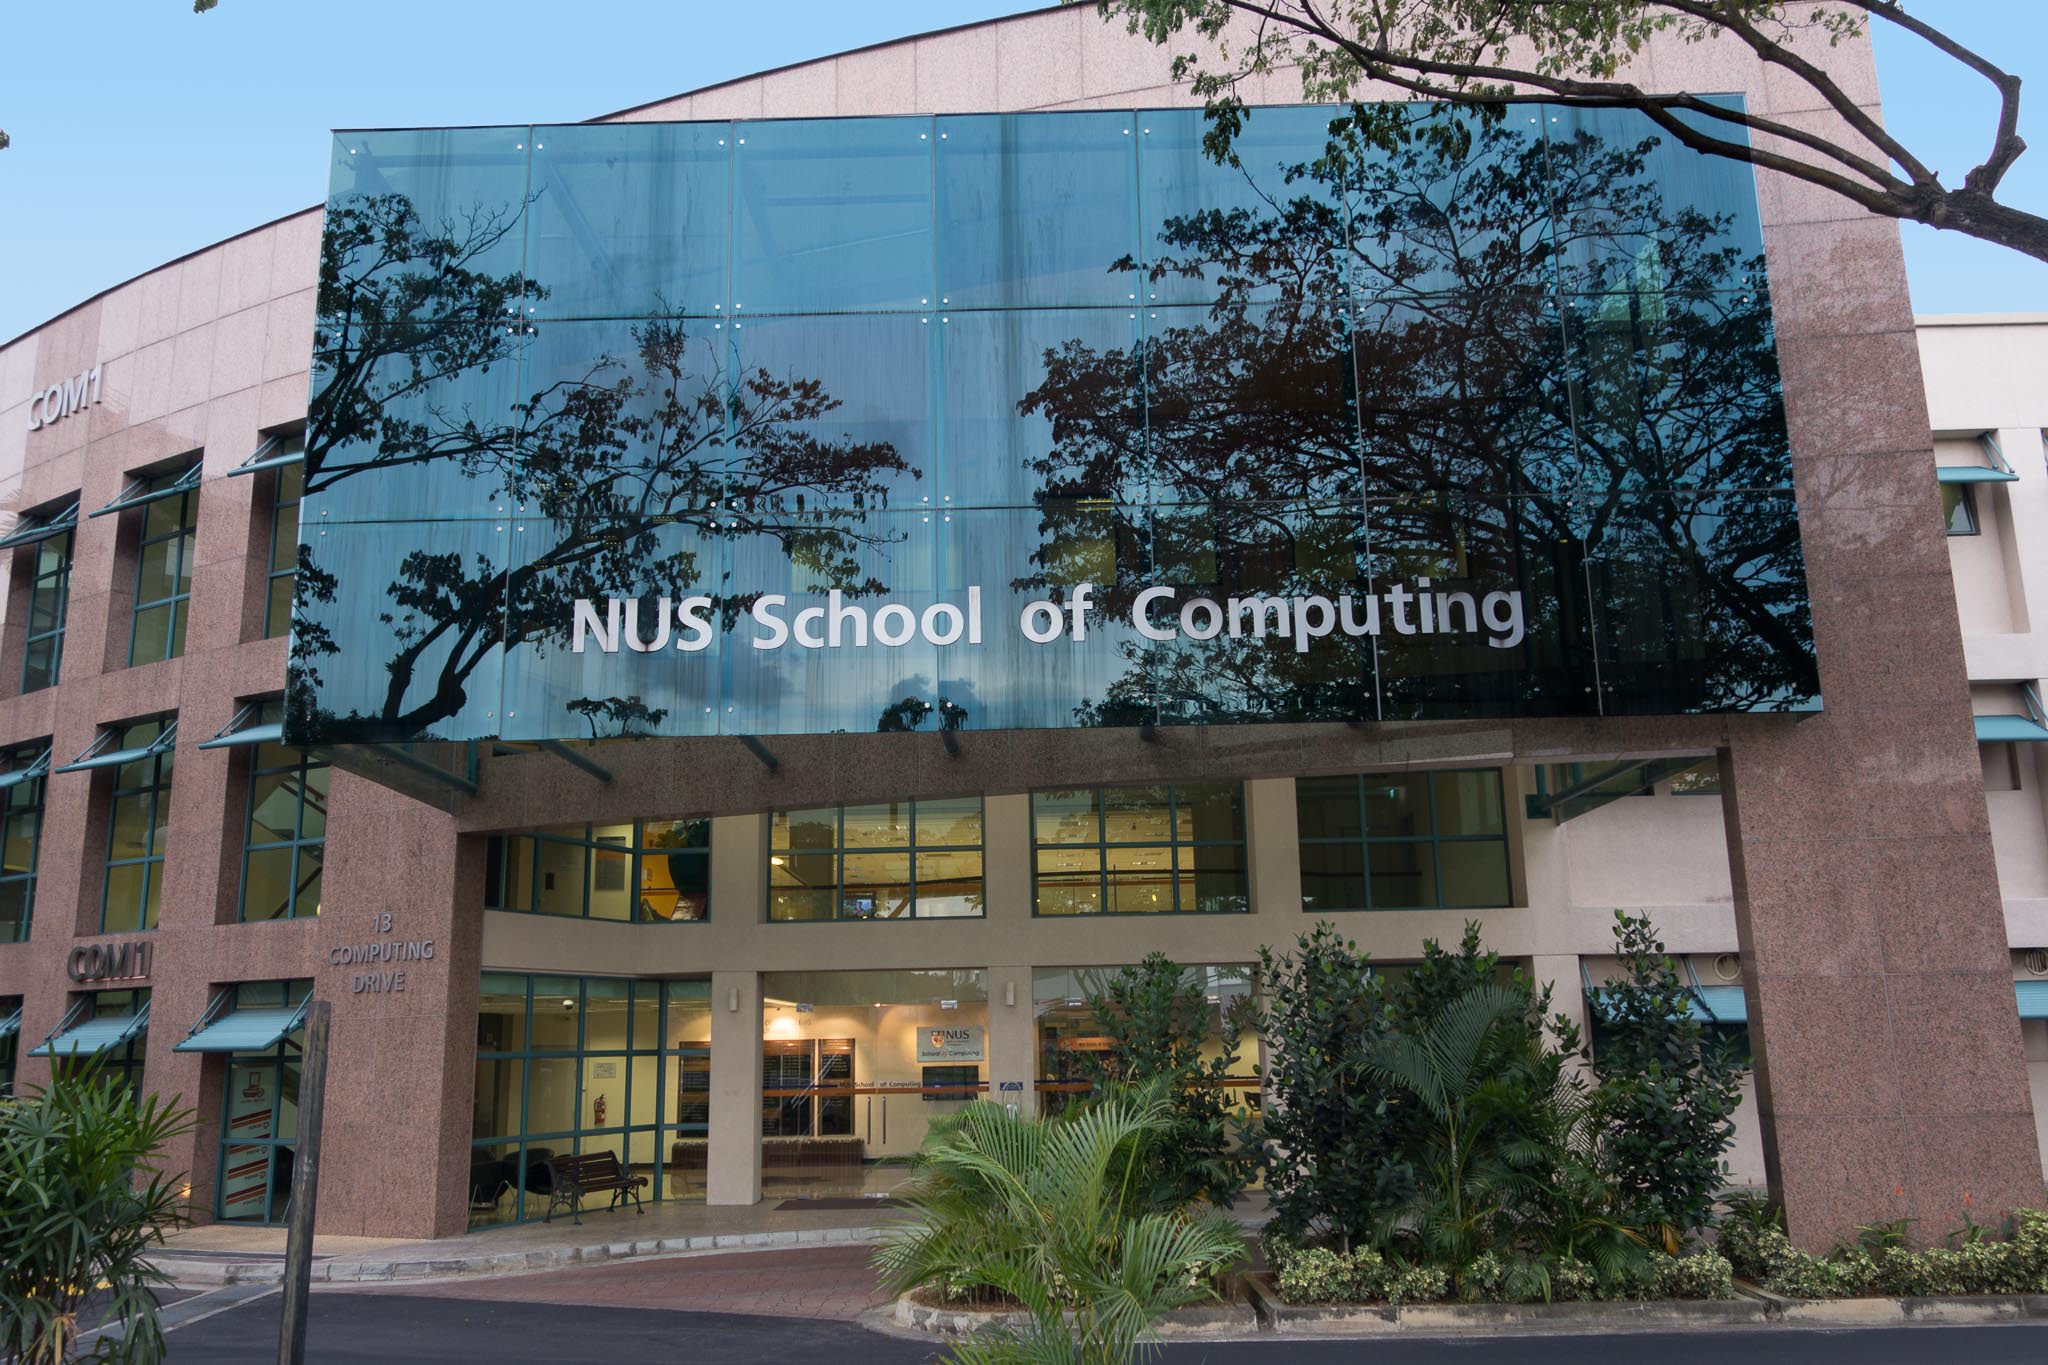 COM1
NUS School of Computing
13
COMPUTING
DRIVE
COM1
NUS
School of Computing
NUS School of Computing